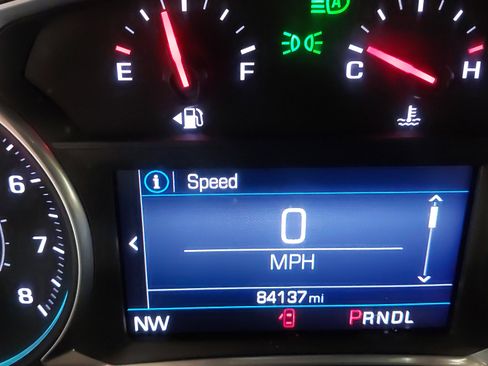 A
E F
C H
i Speed
6
7
8
0
MPH
84137 mi
NW PRNDL